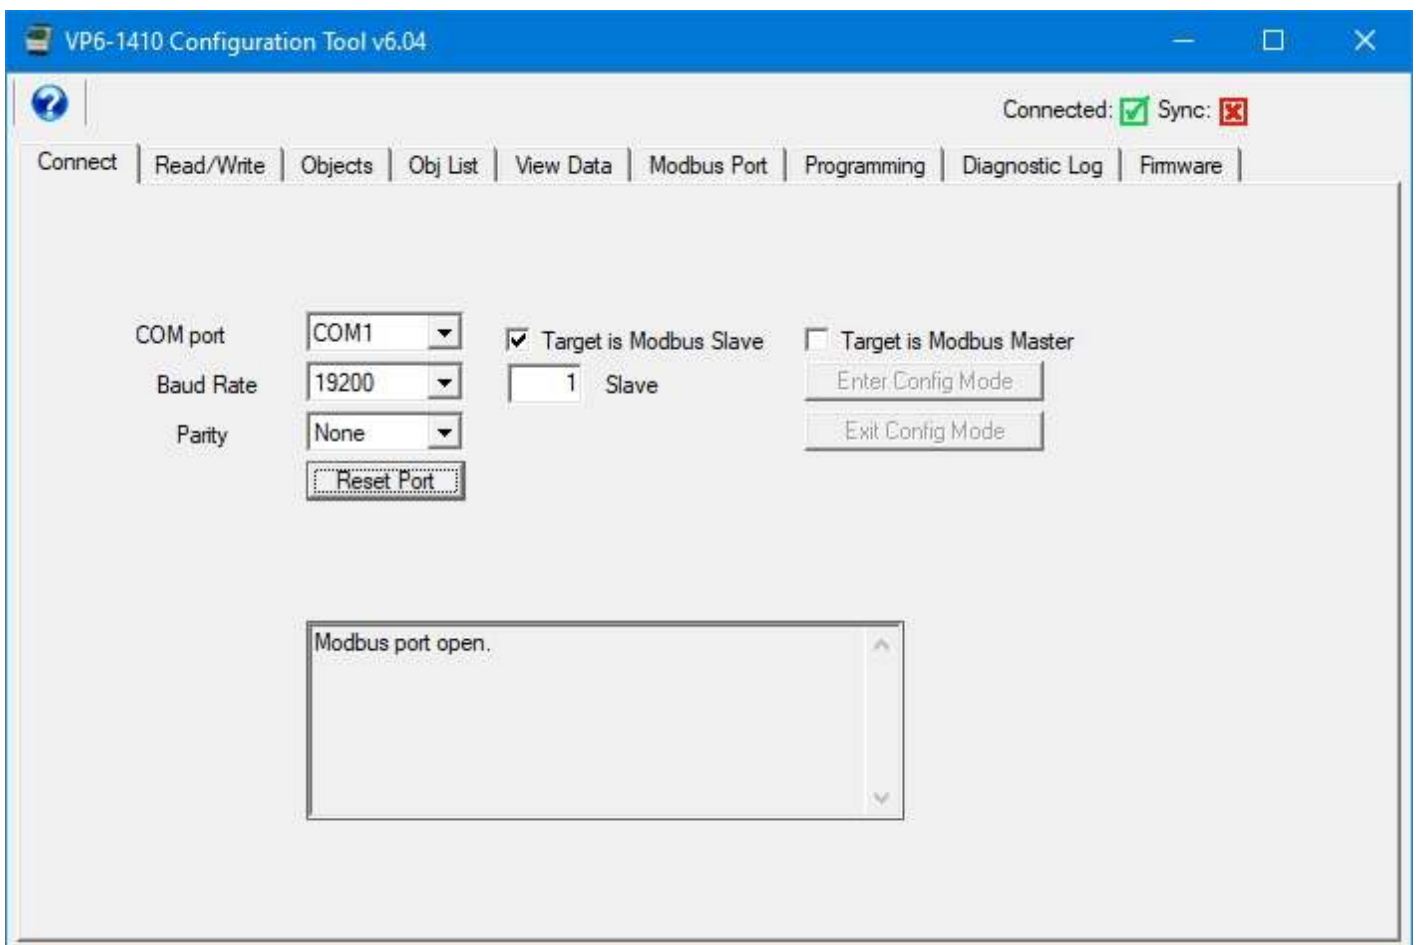 VP6-1410 Configuration Tool v6.04
Connected: Sync:
Connect Read/Write Objects Obj List View Data Modbus Port Programming Diagnostic Log Firmware
COM port COM1 Target is Modbus Slave Target is Modbus Master
Baud Rate 19200 1 Slave Enter Config Mode
Parity None Exit Config Mode
Reset Port
Modbus port open.